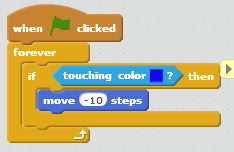 when clicked
forever
if touching color ? then
move -10 steps